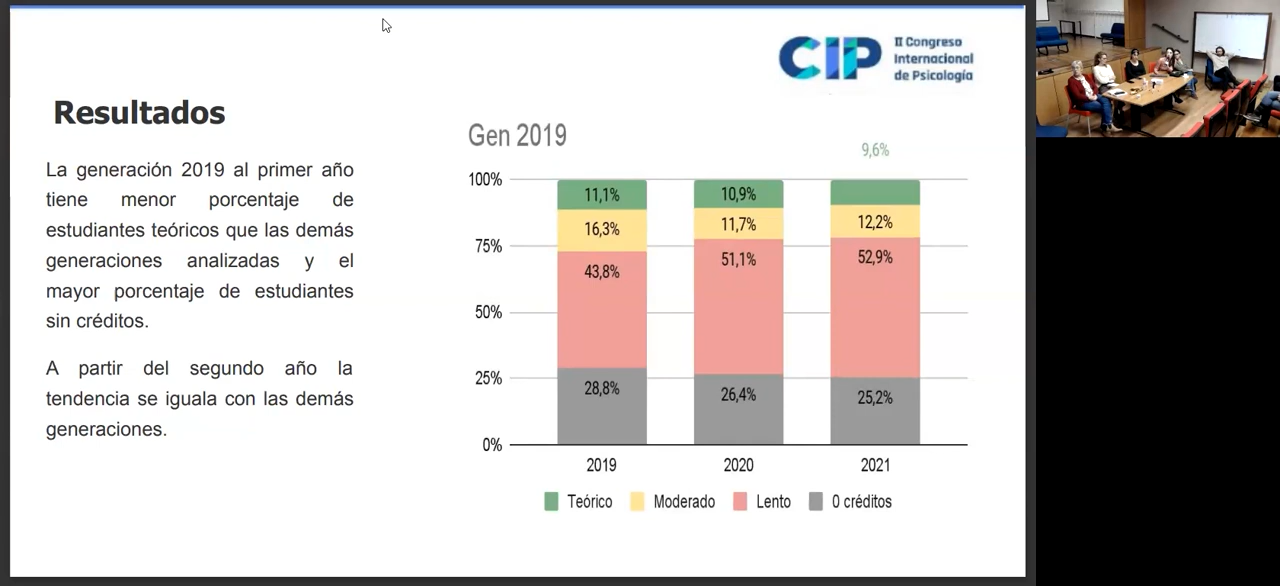 CIP
II Congreso
Internacional
de Psicología
Resultados
La generación 2019 al primer año
tiene menor porcentaje de
estudiantes teóricos que las demás
generaciones analizadas y el
mayor porcentaje de estudiantes
sin créditos.
A partir del segundo año la
tendencia se iguala con las demás
generaciones.
Gen 2019
9,6%
100%
11,1%
10,9%
16,3%
11,7%
12,2%
75%
43,8%
51,1%
52,9%
50%
25%
28,8%
26,4%
25,2%
0%
2019
2020
2021
Teórico
Moderado
Lento
0 créditos